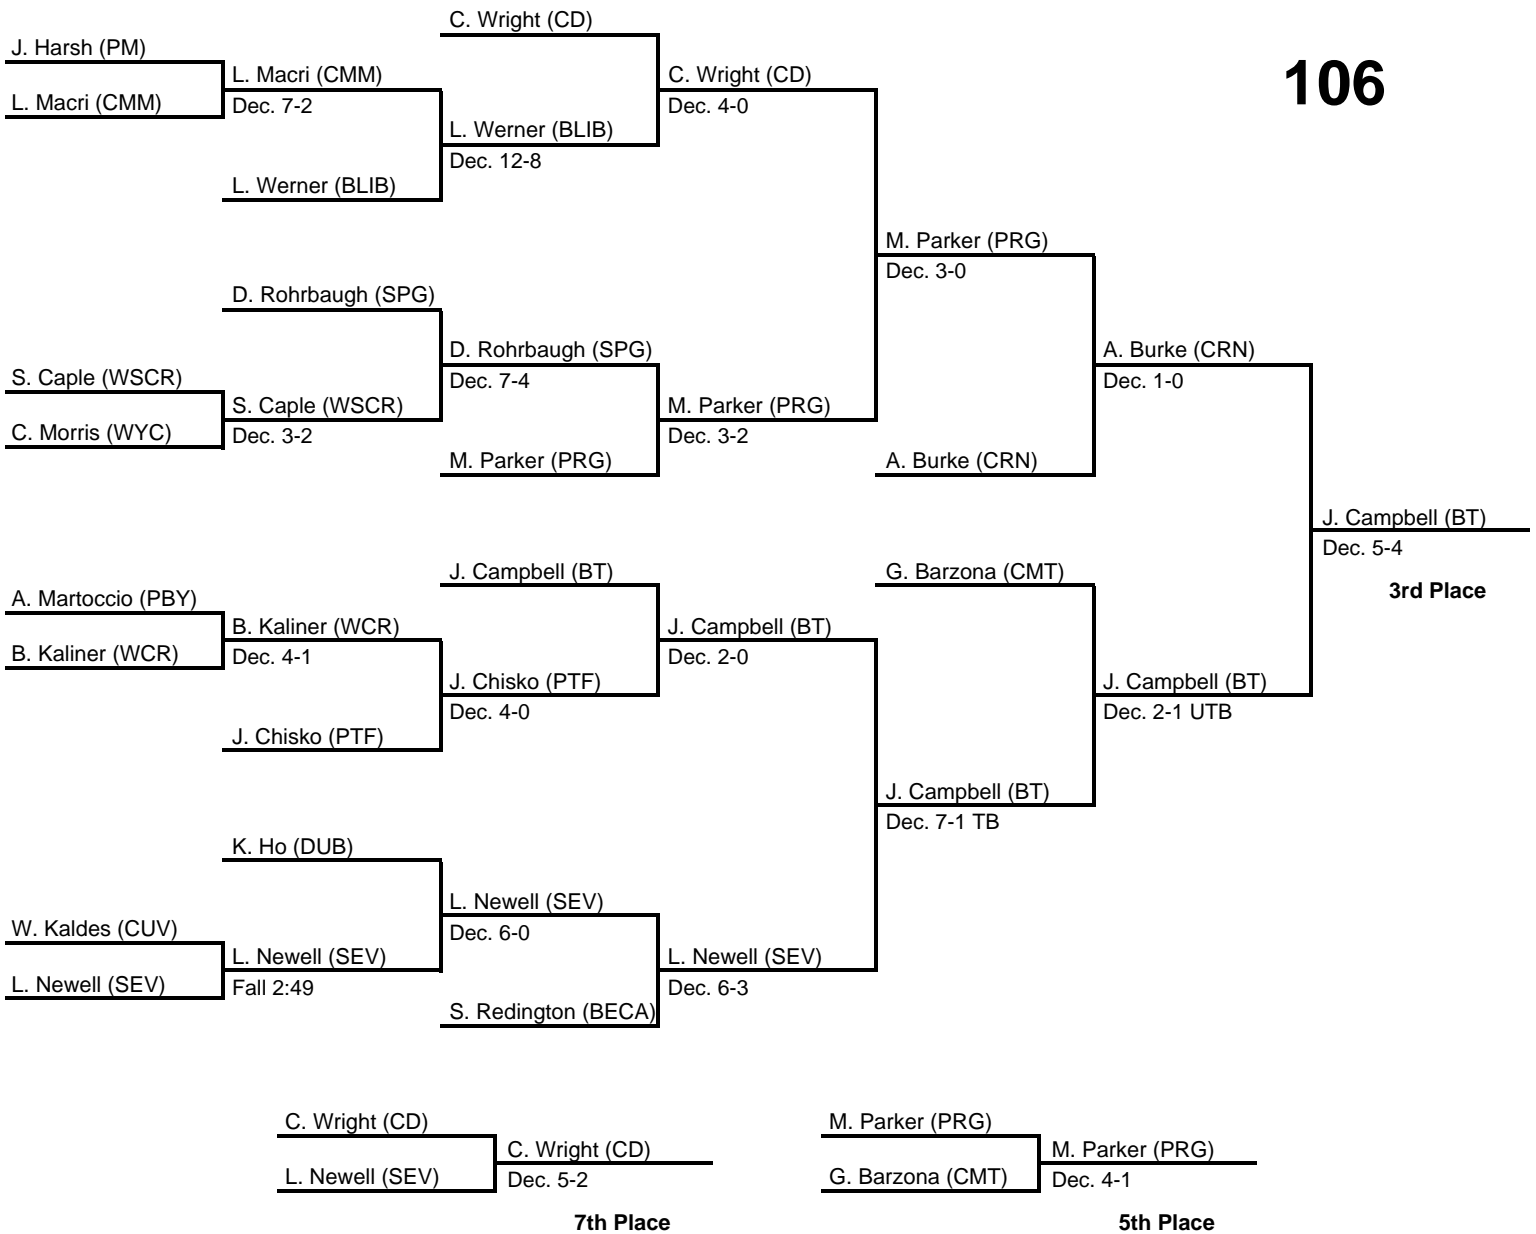 C. Wright (CD)
J. Harsh (PM)
106
L. Macri (CMM)
C. Wright (CD)
L. Macri (CMM)
Dec. 7-2
Dec. 4-0
L. Werner (BLIB)
Dec. 12-8
L. Werner (BLIB)
M. Parker (PRG)
Dec. 3-0
D. Rohrbaugh (SPG)
D. Rohrbaugh (SPG)
A. Burke (CRN)
S. Caple (WSCR)
Dec. 7-4
Dec. 1-0
S. Caple (WSCR)
M. Parker (PRG)
C. Morris (WYC)
Dec. 3-2
Dec. 3-2
M. Parker (PRG)
A. Burke (CRN)
J. Campbell (BT)
Dec. 5-4
J. Campbell (BT)
G. Barzona (CMT)
3rd Place
A. Martoccio (PBY)
B. Kaliner (WCR)
J. Campbell (BT)
B. Kaliner (WCR)
Dec. 4-1
Dec. 2-0
J. Chisko (PTF)
J. Campbell (BT)
Dec. 4-0
Dec. 2-1 UTB
J. Chisko (PTF)
J. Campbell (BT)
Dec. 7-1 TB
K. Ho (DUB)
L. Newell (SEV)
W. Kaldes (CUV)
Dec. 6-0
L. Newell (SEV)
L. Newell (SEV)
L. Newell (SEV)
Fall 2:49
Dec. 6-3
S. Redington (BECA)
C. Wright (CD)
C. Wright (CD)
L. Newell (SEV)
Dec. 5-2
7th Place
M. Parker (PRG)
M. Parker (PRG)
G. Barzona (CMT)
Dec. 4-1
5th Place